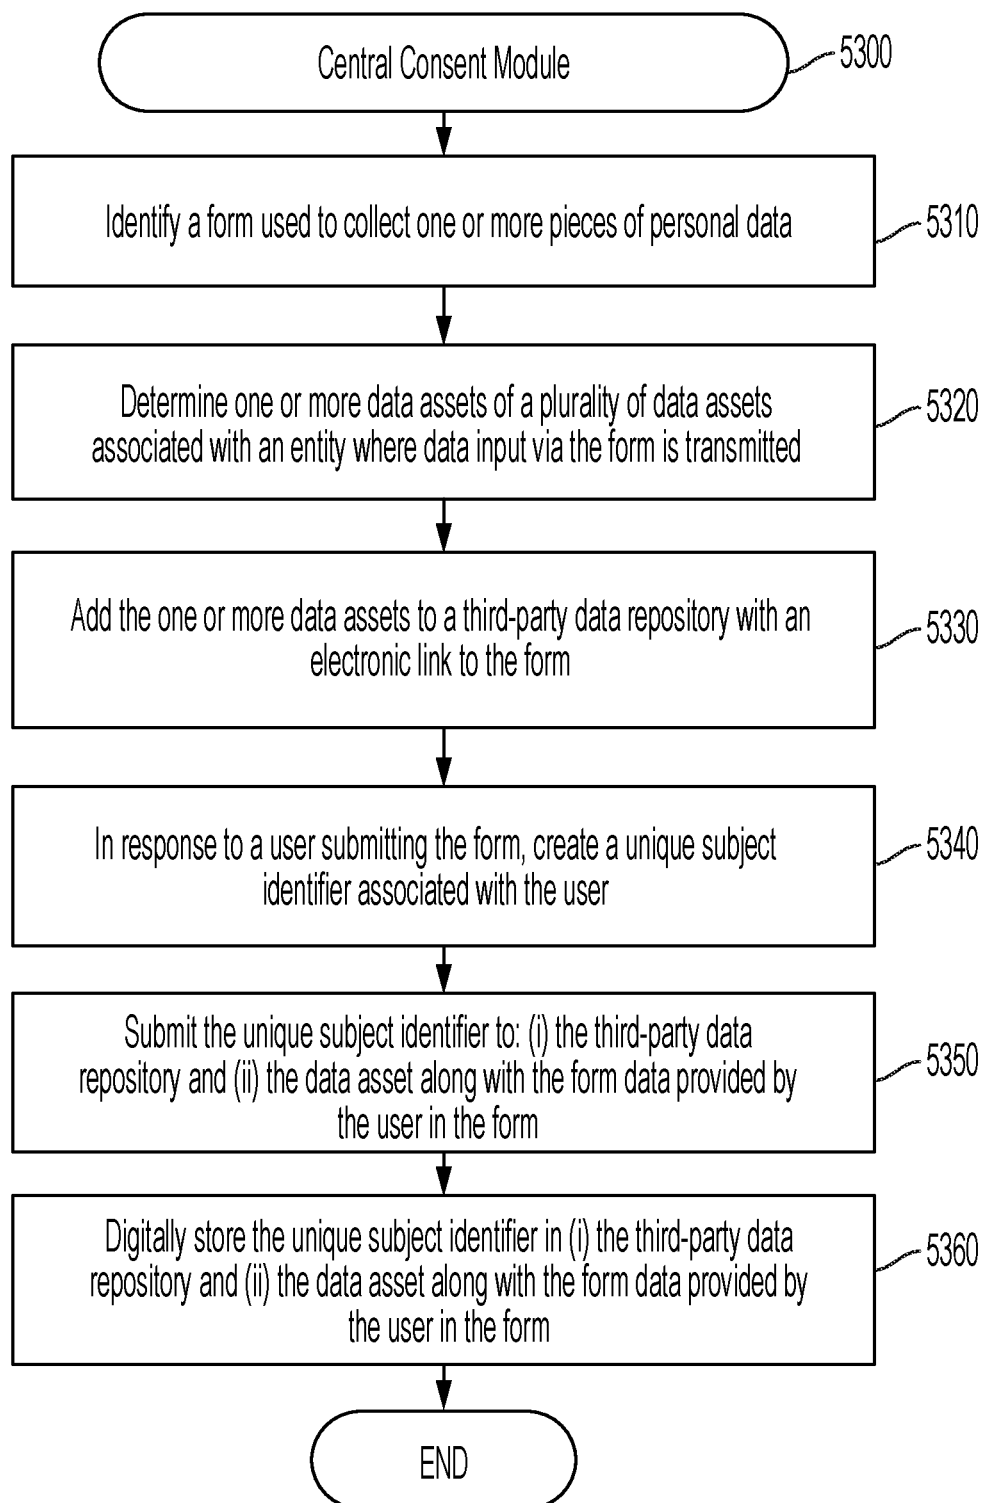 Central Consent Module
5300
Identify a form used to collect one or more pieces of personal data
5310
Determine one or more data assets of a plurality of data assets
associated with an entity where data input via the form is transmitted
5320
Add the one or more data assets to a third-party data repository with an
electronic link to the form
5330
In response to a user submitting the form, create a unique subject
identifier associated with the user
5340
Submit the unique subject identifier to: (i) the third-party data
repository and (ii) the data asset along with the form data provided by
the user in the form
5350
Digitally store the unique subject identifier in (i) the third-party data
repository and (ii) the data asset along with the form data provided by
the user in the form
5360
END